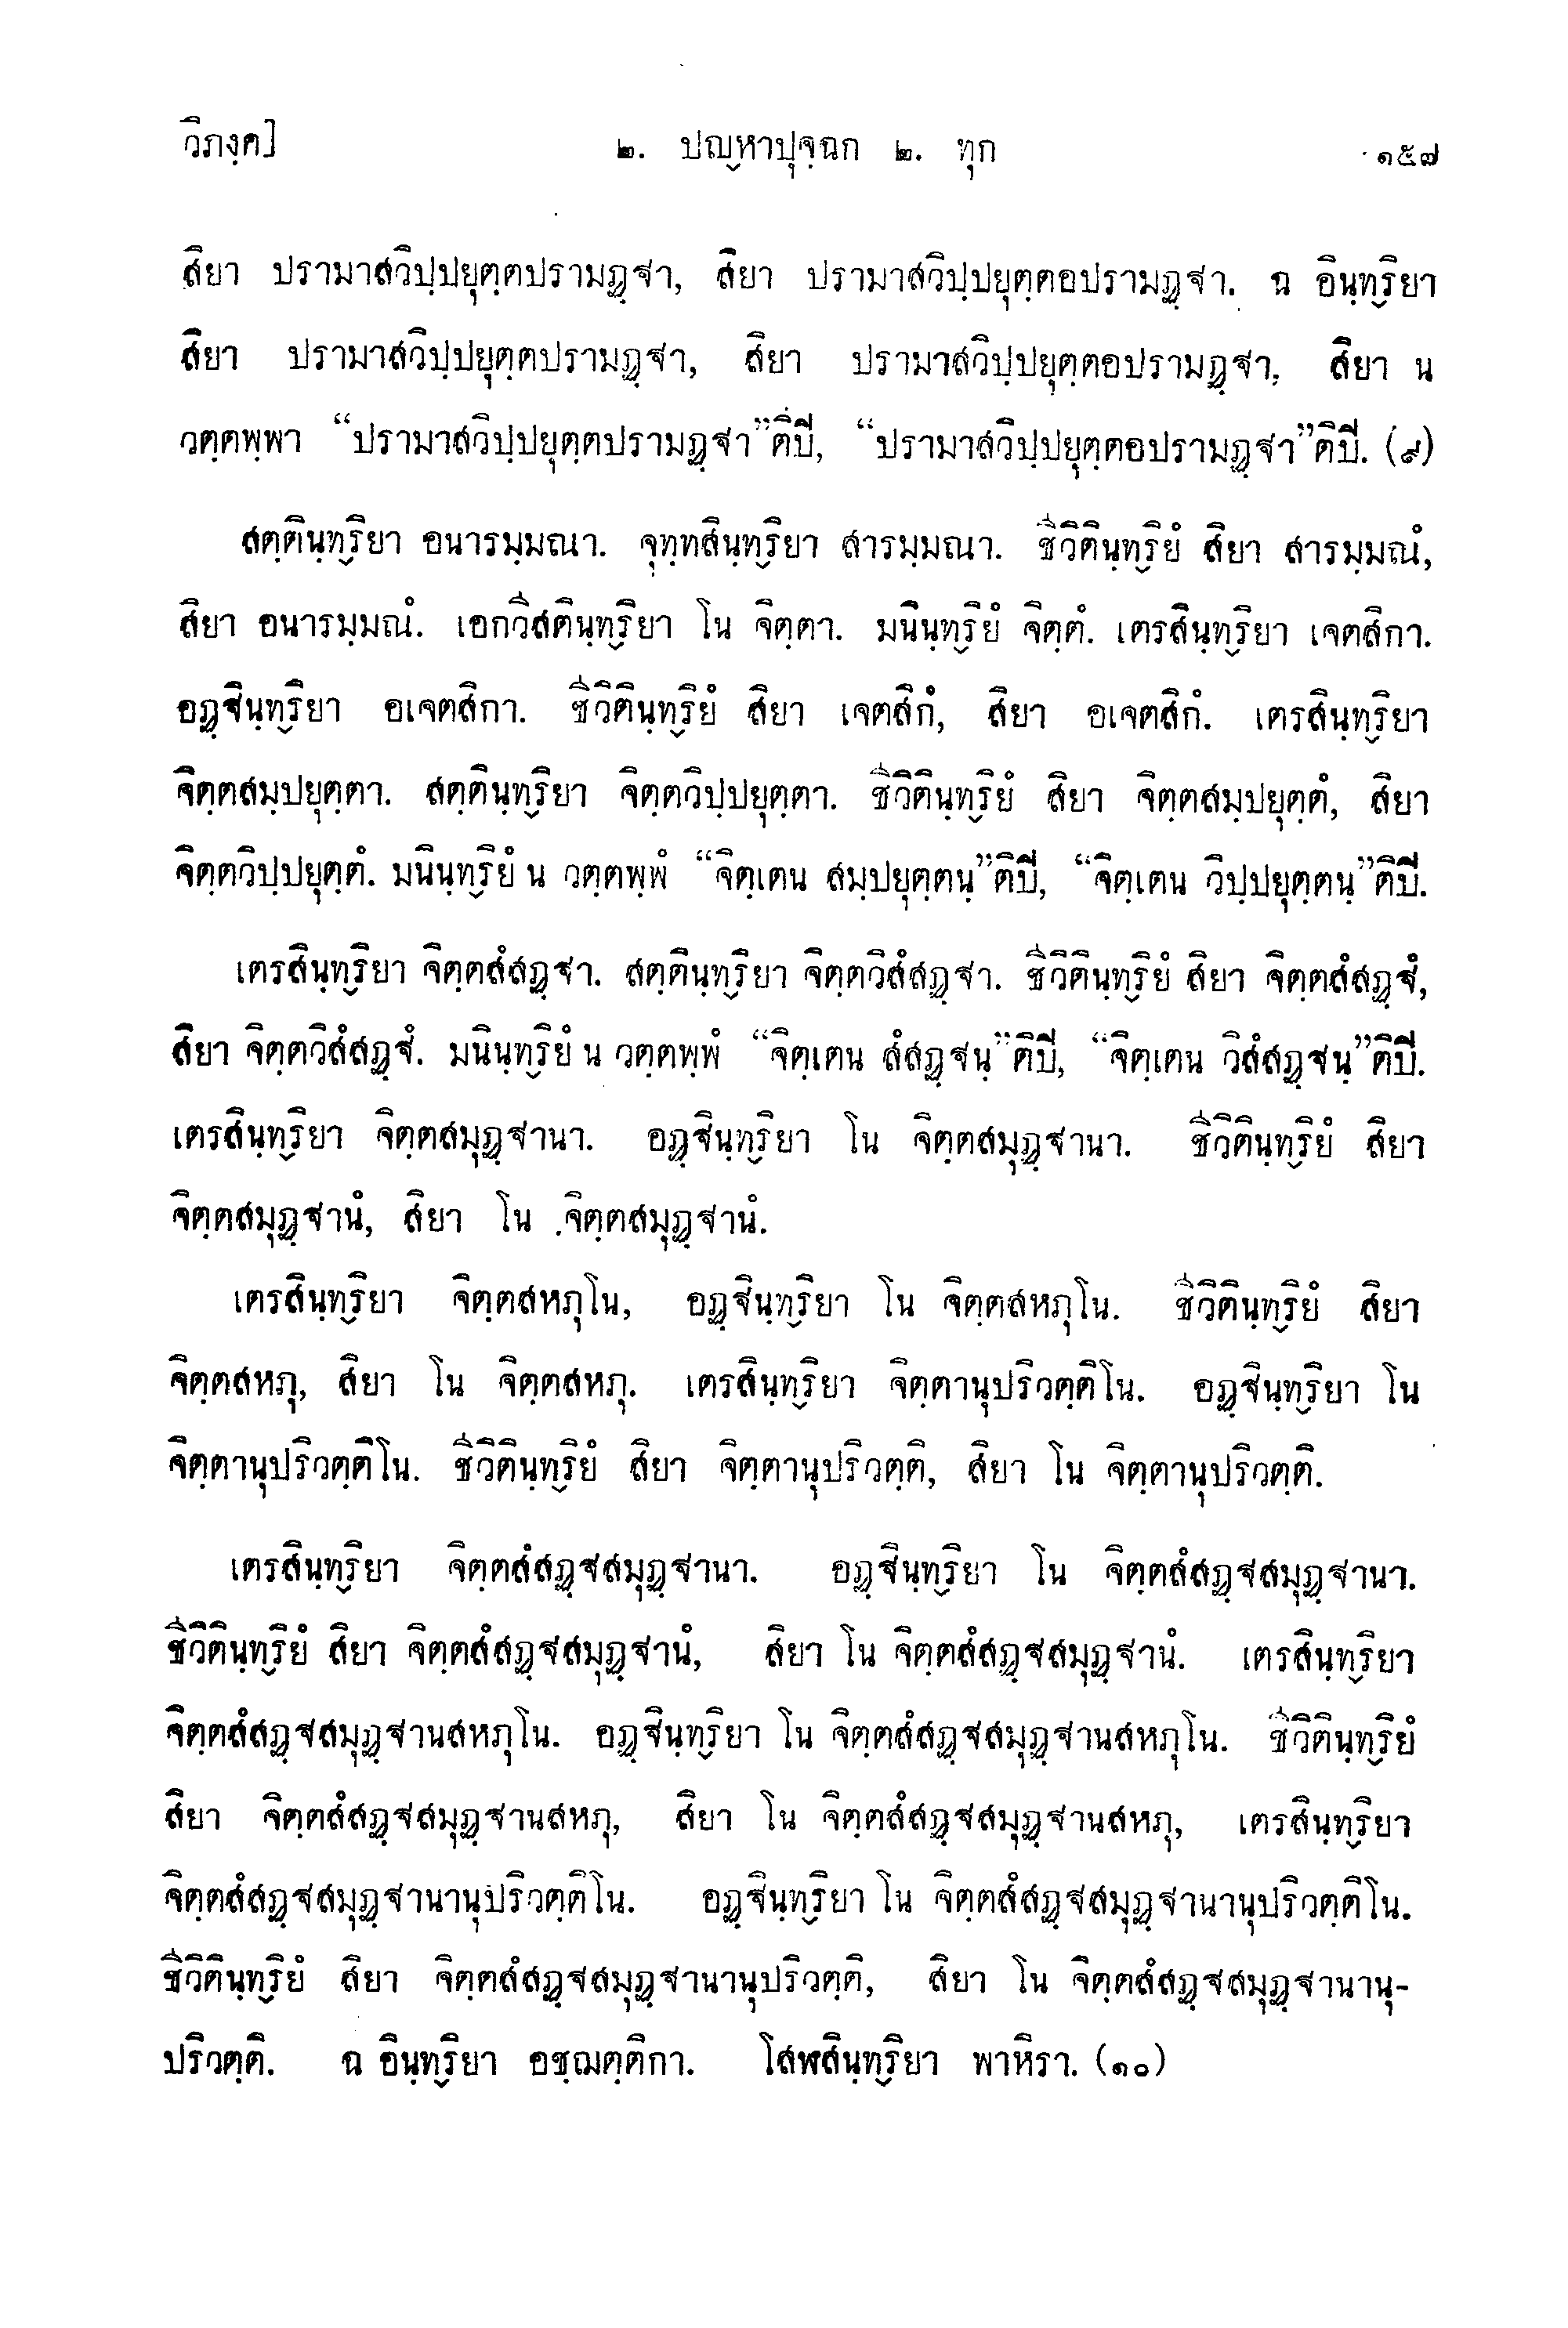 วิภงฺค]	๒. ปญฺหาปุจฺฉก ๒. ทุก	๑๕๗
สิยา ปรามาสวิปฺปยุตฺตปรามฏฺฐา, สิยา ปรามาสวิปฺปยุตฺตอปรามฏฺฐา. ฉ อินฺทฺริยา
สิยา ปรามาสวิปฺปยุตฺตปรามฏฺฐา, สิยา ปรามาสวิปฺปยุตฺตอปรามฏฺฐา, สิยา น
วตฺตพฺพา “ปรามาสวิปฺปยุตฺตปรามฏฺฐา”ติปี, “ปรามาสวิปฺปยุตฺตอปรามฏฺฐา”ติปี. (๙)
สตฺตินฺทฺริยา อนารมฺมณา. จุทฺทสินฺทฺริยา สารมฺมณา. ชีวิตินฺทฺริยํ สิยา สารมฺมณํ,
สิยา อนารมฺมณํ. เอกวีสตินฺทฺริยา โน จิตฺตา. มนินฺทฺริยํ จิตฺตํ. เตรสินฺทฺริยา เจตสิกา.
อฏฺฐินฺทฺริยา อเจตสิกา. ชีวิตินฺทฺริยํ สิยา เจตสิกํ, สิยา อเจตสิกํ. เตรสินฺทฺริยา
จิตฺตสมฺปยุตฺตา. สตฺตินฺทฺริยา จิตฺตวิปฺปยุตฺตา. ชีวิตินฺทฺริยํ สิยา จิตฺตสมฺปยุตฺตํ, สิยา
จิตฺตวิปฺปยุตฺตํ. มนินฺทฺริยํ น วตฺตพฺพํ “จิตฺเตน สมฺปยุตฺตนฺ”ติปี, “จิตฺเตน วิปฺปยุตฺตนฺ”ติปี.
เตรสินฺทฺริยา จิตฺตสํสฏฺฐา. สตฺตินฺทฺริยา จิตฺตวิสํสฏฺฐา. ชีวิตินฺทฺริยํ สิยา จิตฺตสํสฏฺฐํ,
สิยา จิตฺตวิสํสฏฺฐํ. มนินฺทฺริยํ น วตฺตพฺพํ “จิตฺเตน สํสฏฺฐนฺ”ติปี, “จิตฺเตน วิสํสฏฺฐนฺ”ติปี.
เตรสินฺทฺริยา จิตฺตสมุฏฺฐานา. อฏฺฐินฺทฺริยา โน จิตฺตสมุฏฺฐานา. ชีวิตินฺทฺริยํ สิยา
จิตฺตสมุฏฺฐานํ, สิยา โน จิตฺตสมุฏฺฐานํ.
เตรสินฺทฺริยา จิตฺตสหภุโน, อฏฺฐินฺทฺริยา โน จิตฺตสหภุโน. ชีวิตินฺทฺริยํ สิยา
จิตฺตสหภุ, สิยา โน จิตฺตสหภุ. เตรสินฺทฺริยา จิตฺตานุปริวตฺติโน. อฏฺฐินฺทฺริยา โน
จิตฺตานุปริวตฺติโน. ชีวิตินฺทฺริยํ สิยา จิตฺตานุปริวตฺติ, สิยา โน จิตฺตานุปริวตฺติ.
เตรสินฺทฺริยา จิตฺตสํสฏฺฐสมุฏฺฐานา. อฏฺฐินฺทฺริยา โน จิตฺตสํสฏฺฐสมุฏฺฐานา.
ชีวิตินฺทฺริยํ สิยา จิตฺตสํสฏฺฐสมุฏฺฐานํ, สิยา โน จิตฺตสํสฏฺฐสมุฏฺฐานํ. เตรสินฺทฺริยา
จิตฺตสํสฏฺฐสมุฏฺฐานสหภุโน. อฏฺฐินฺทฺริยา โน จิตฺตสํสฏฺฐสมุฏฺฐานสหภุโน. ชีวิตินฺทฺริยํ
สิยา จิตฺตสํสฏฺฐสมุฏฺฐานสหภุ, สิยา โน จิตฺตสํสฏฺฐสมุฏฺฐานสหภุ, เตรสินฺทฺริยา
จิตฺตสํสฏฺฐสมุฏฺฐานานุปริวตฺติโน. อฏฺฐินฺทฺริยา โน จิตฺตสํสฏฺฐสมุฏฺฐานานุปริวตฺติโน.
ชีวิตินฺทฺริยํ สิยา จิตฺตสํสฏฺฐสมุฏฺฐานานุปริวตฺติ, สิยา โน จิตฺตสํสฏฺฐสมุฏฺฐานานุ-
ปริวตฺติ. ฉ อินฺทฺริยา อชฺฌตฺติกา. โสฬสินฺทฺริยา พาหิรา. (๑๐)